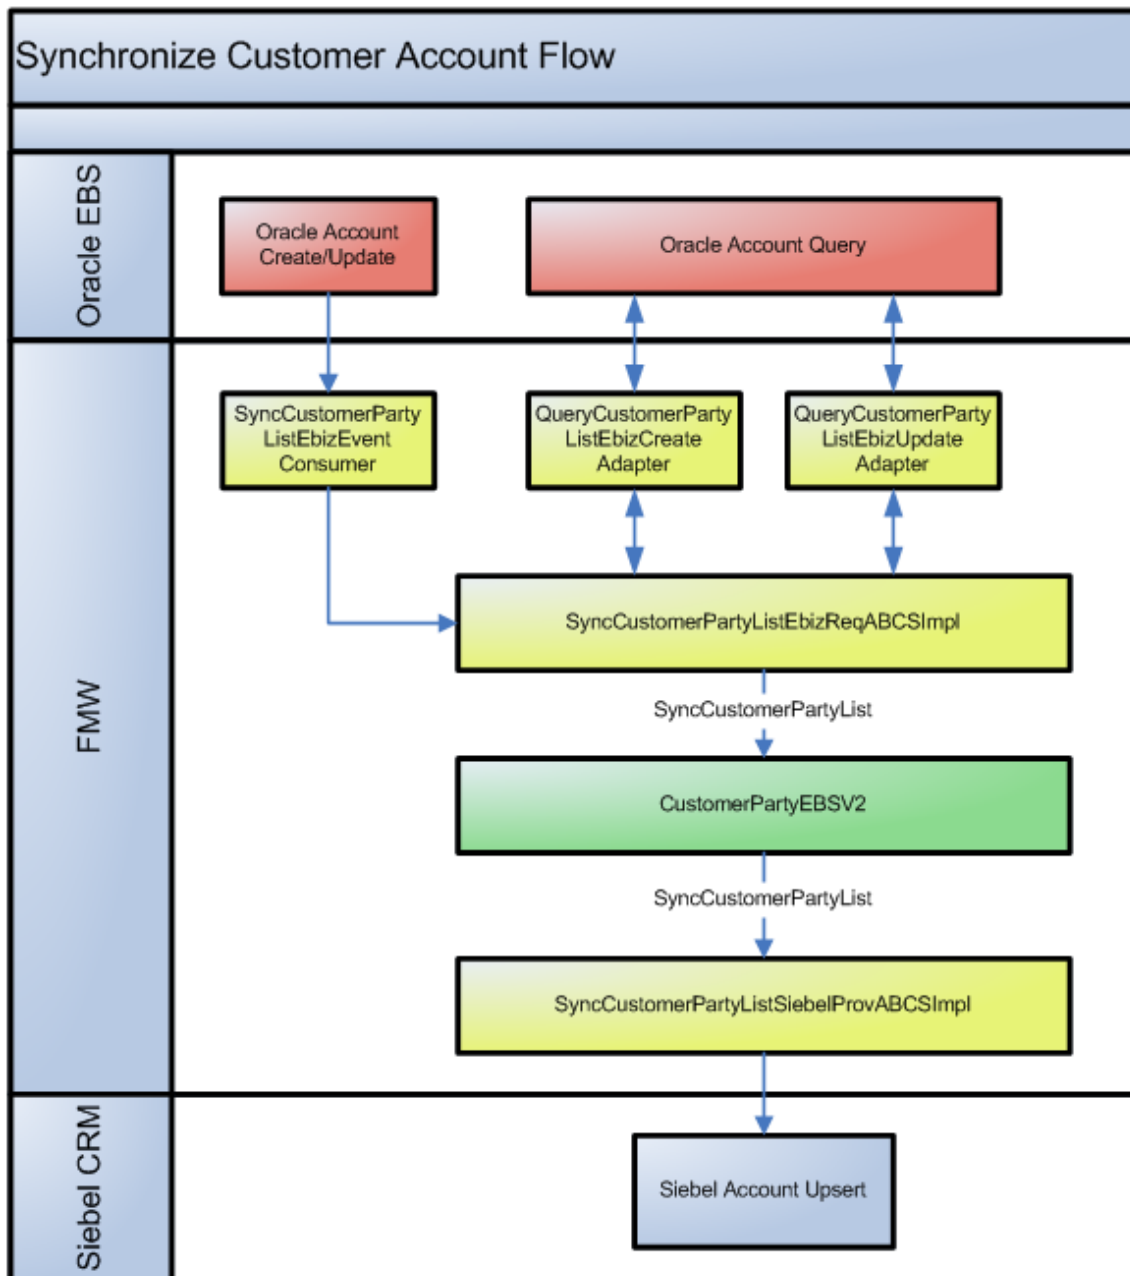 Synchronize Customer Account Flow
Oracle EBS
Oracle Account
Create/Update
Oracle Account Query
FMW
SyncCustomerParty
ListEbizEvent
Consumer
QueryCustomerParty
ListEbizCreate
Adapter
QueryCustomerParty
ListEbizUpdate
Adapter
SyncCustomerPartyListEbizReqABCSImpl
SyncCustomerPartyList
CustomerPartyEBSV2
SyncCustomerPartyList
SyncCustomerPartyListSiebelProvABCSImpl
Siebel CRM
Siebel Account Upsert